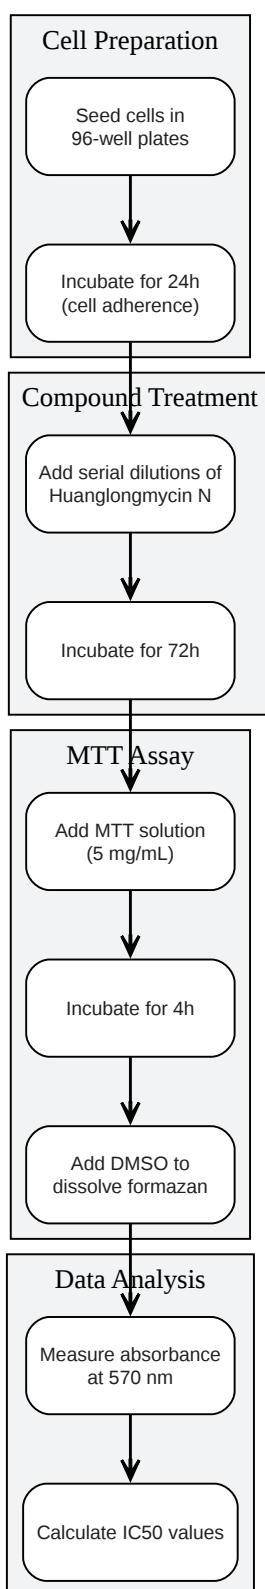 Cell Preparation
Seed cells in
96-well plates
Incubate for 24h
(cell adherence)
Compound Treatment
Add serial dilutions of
Huanglongmycin N
Incubate for 72h
MTT Assay
Add MTT solution
(5 mg/mL)
Incubate for 4h
Add DMSO to
dissolve formazan
Data Analysis
Measure absorbance
at 570 nm
Calculate IC50 values